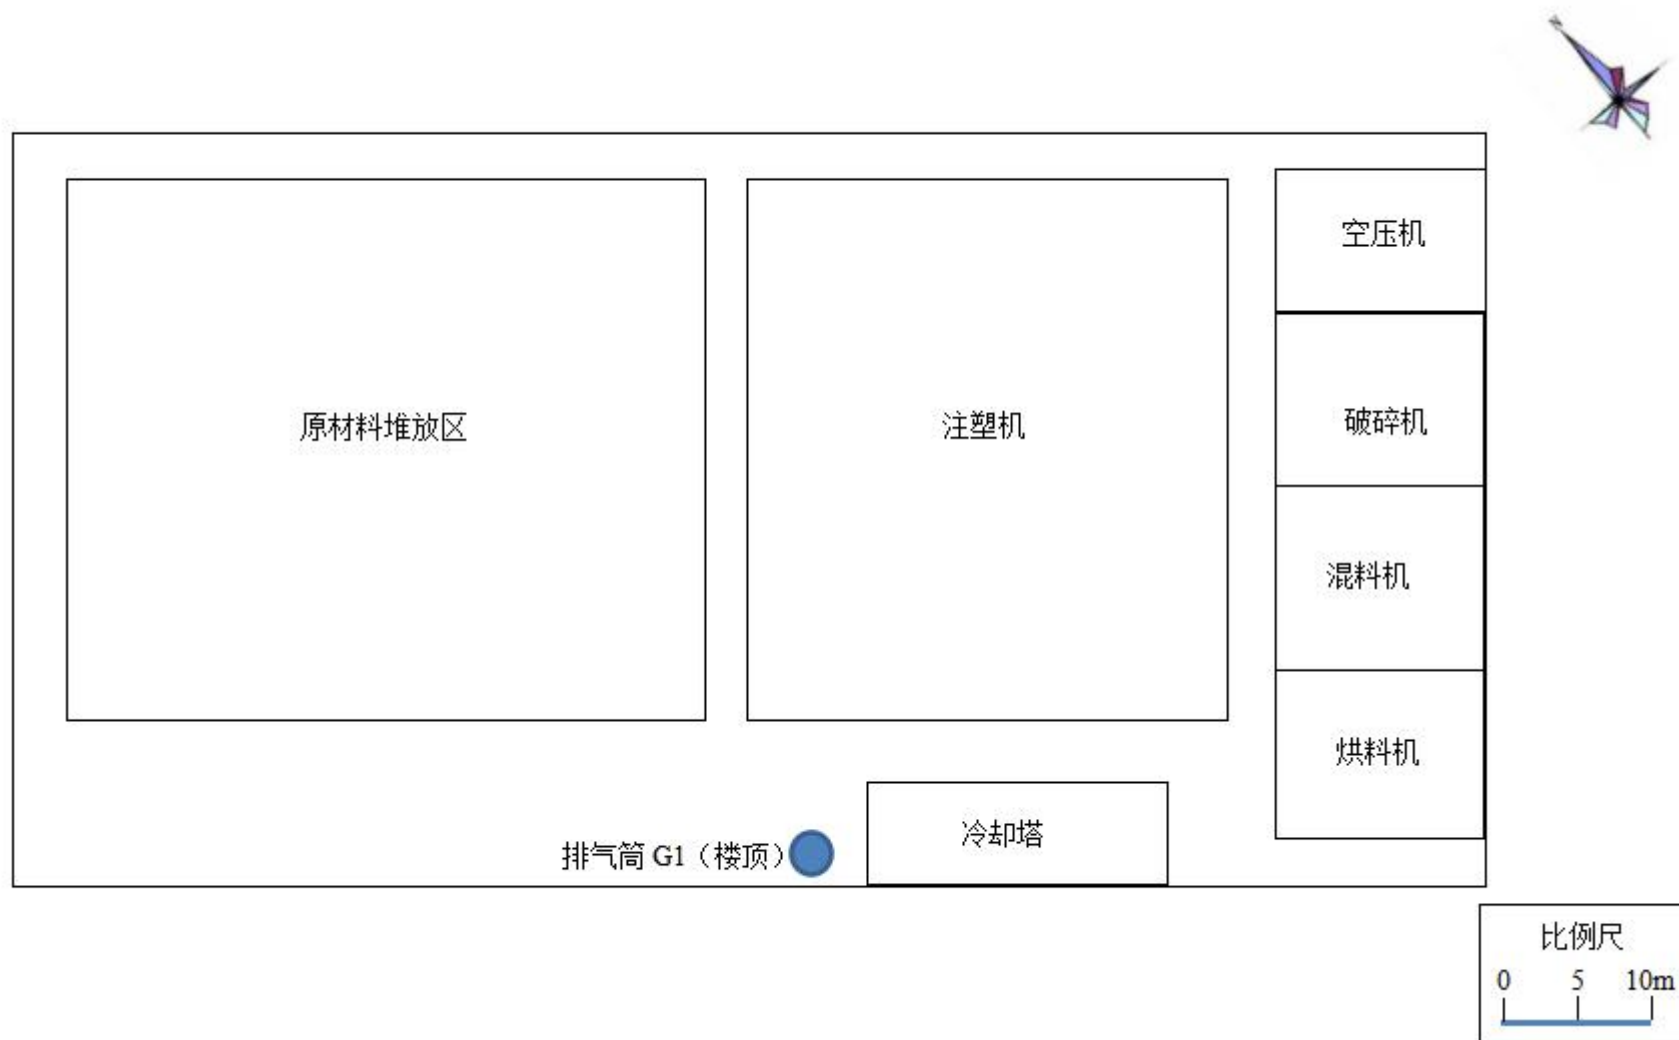 空压机
原材料堆放区
注塑机
破碎机
混料机
烘料机
冷却塔
排气筒 G1（楼顶）
比例尺
0 5 10m